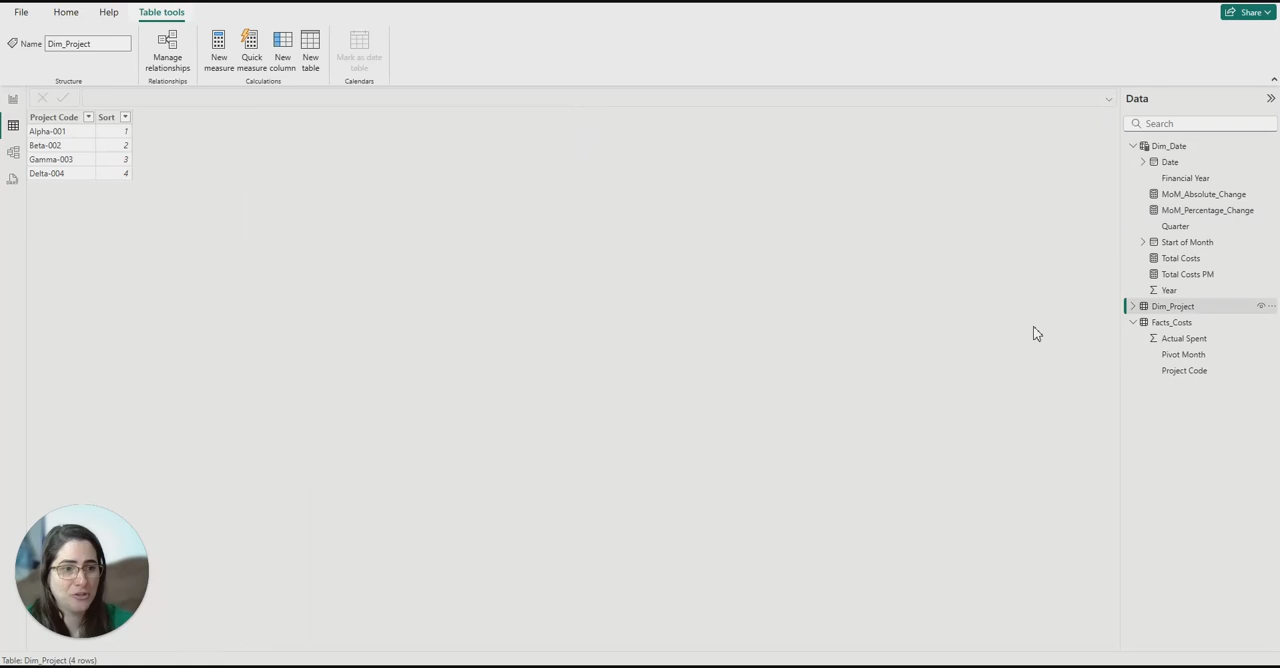 File Home Help Table tools Share
Name Dim_Project
Manage relationships
New measure
Quick measure
New column
New table
Mark as date table
Structure Relationships Calculations Calendars
Data
Search
Project Code Sort
Alpha-001 1
Beta-002 2
Gamma-003 3
Delta-004 4
Dim_Date
Date
Financial Year
MoM_Absolute_Change
MoM_Percentage_Change
Quarter
Start of Month
Total Costs
Total Costs PM
Year
Dim_Project
Facts_Costs
Actual Spent
Pivot Month
Project Code
Table: Dim_Project (4 rows)